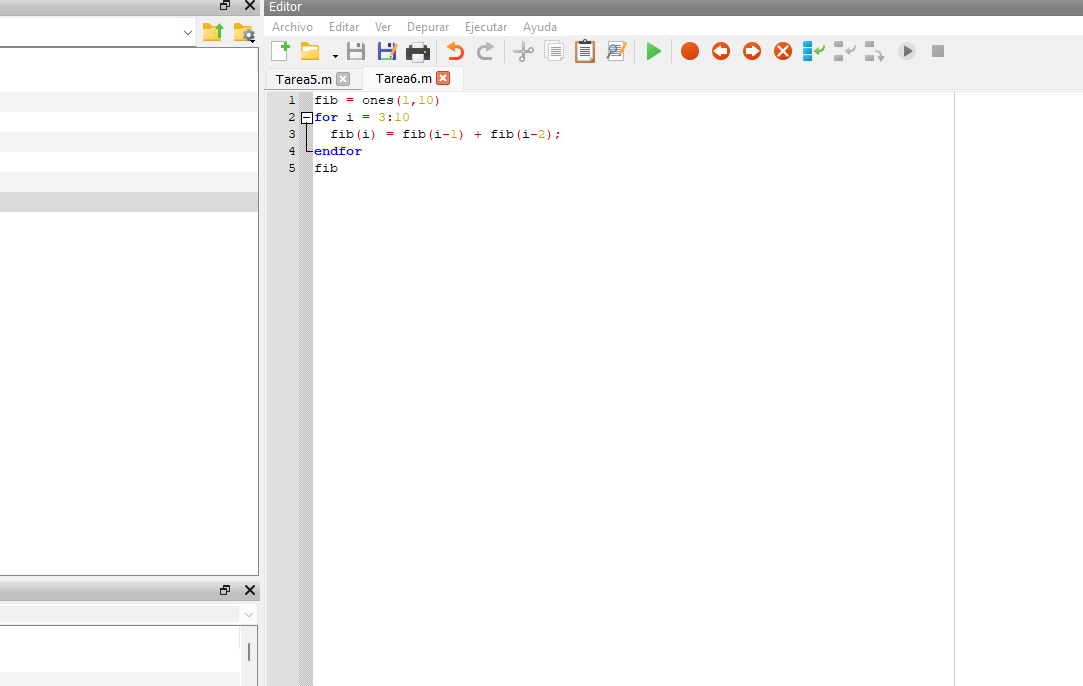 Editor
Archivo Editar Ver Depurar Ejecutar Ayuda
Tarea5.m Tarea6.m
1 fib = ones(1,10)
2 for i = 3:10
3 fib(i) = fib(i-1) + fib(i-2);
4 endfor
5 fib